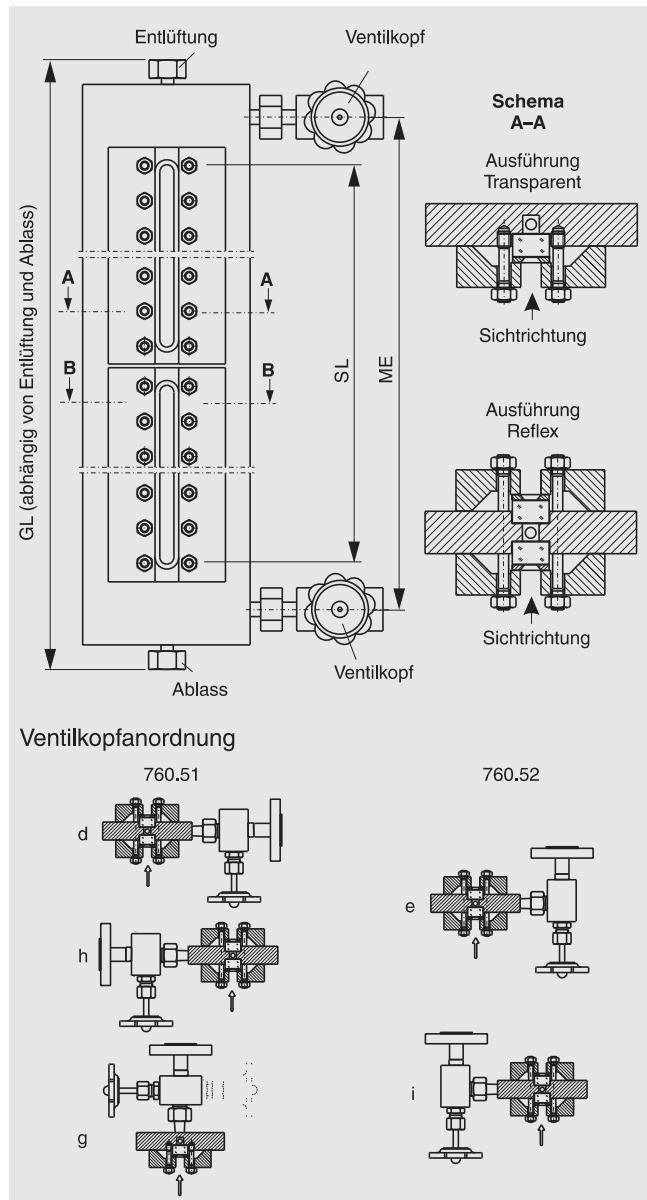 Entlüftung
Ventilkopf
Schema
A–A
Ausführung
Transparent
Sichtrichtung
GL (abhängig von Entlüftung und Ablass)
A
A
B
B
SL
ME
Ausführung
Reflex
Sichtrichtung
Ablass
Ventilkopf
Ventilkopfanordnung
760.51
760.52
d
e
h
i
g